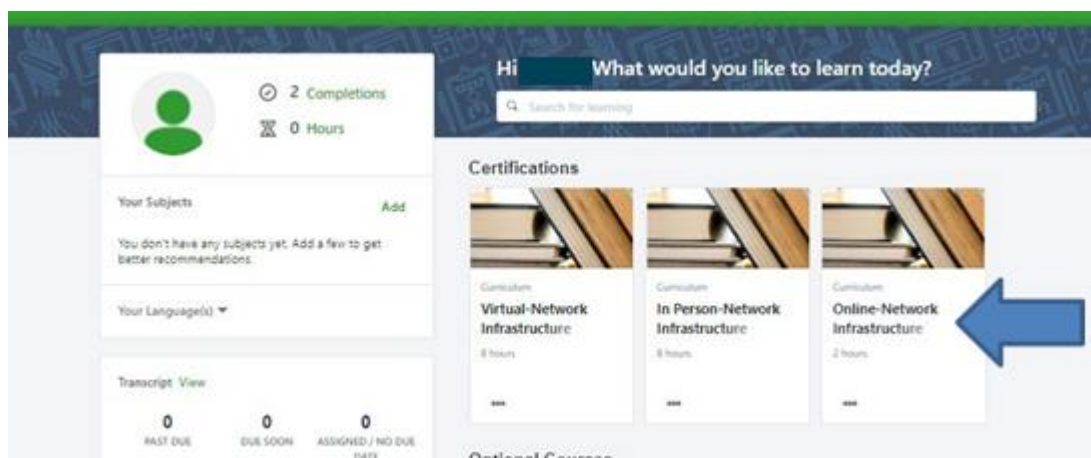 2 Completions
0 Hours
Your Subjects
Add
You don't have any subjects yet. Add a few to get
better recommendations.
Your Language(s)
Transcript View
0
0
0
PAST DUE
DUE SOON
ASSIGNED / NO DUE
DATE
Hi
What would you like to learn today?
Search for learning
Certifications
Curriculum
Virtual-Network
Infrastructure
8 hours
Curriculum
In Person-Network
Infrastructure
8 hours
Curriculum
Online-Network
Infrastructure
2 hours
Optional Courses